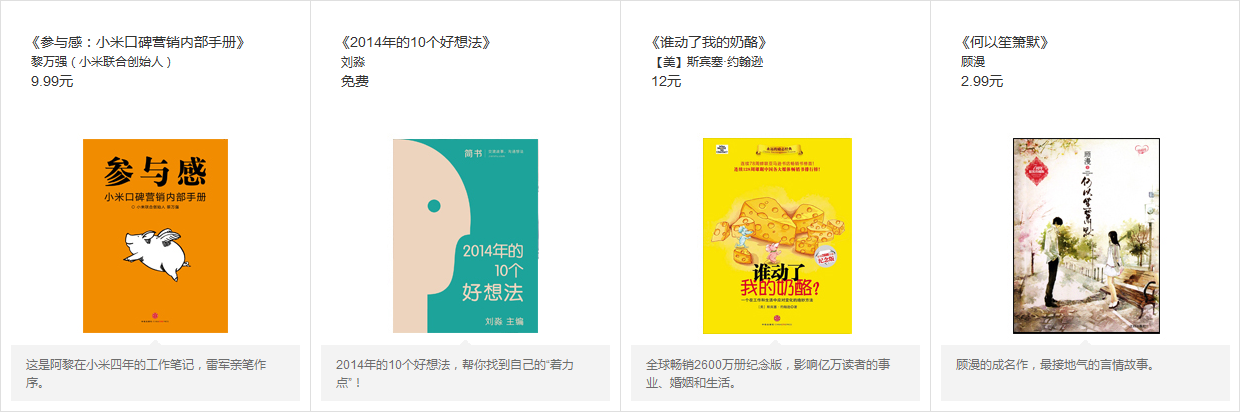 《参与感：小米口碑营销内部手册》
黎万强（小米联合创始人）
9.99元
参与感
小米口碑营销内部手册
这是阿黎在小米四年的工作笔记，雷军亲笔作
序。
《2014年的10个好想法》
刘淼
免费
简书
2014年的
10个
好想法
刘淼 主编
2014年的10个好想法，帮你找到自己的“着力
点”！
《谁动了我的奶酪》
【美】斯宾塞·约翰逊
12元
谁动了
我的奶酪?
纪念版
全球畅销2600万册纪念版，影响亿万读者的事
业、婚姻和生活。
《何以笙箫默》
顾漫
2.99元
顾漫
何以笙箫默
顾漫的成名作，最接地气的言情故事。